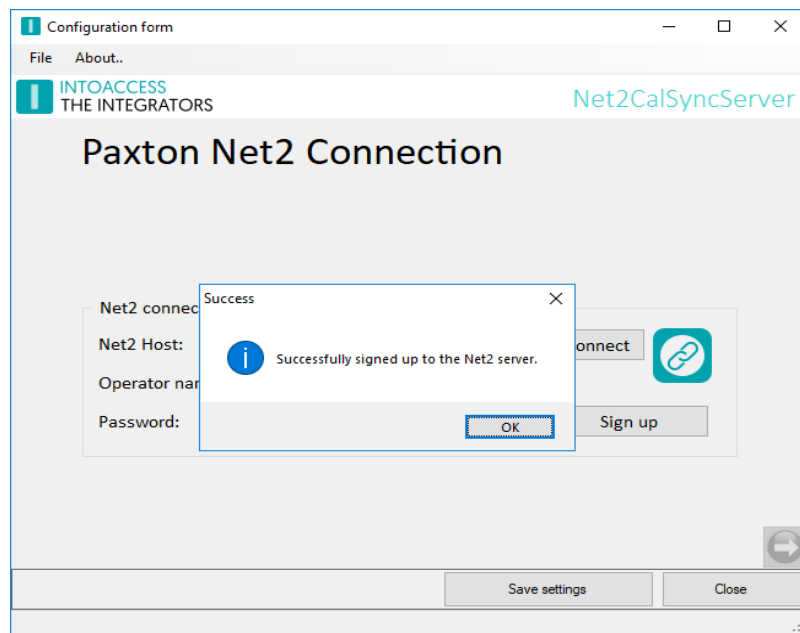 Configuration form
File About..
INTOACCESS
THE INTEGRATORS
Net2CalSyncServer
Paxton Net2 Connection
Net2 connec
Success
Net2 Host:
onnect
Successfully signed up to the Net2 server.
Operator nar
Password:
OK
Sign up
Save settings
Close